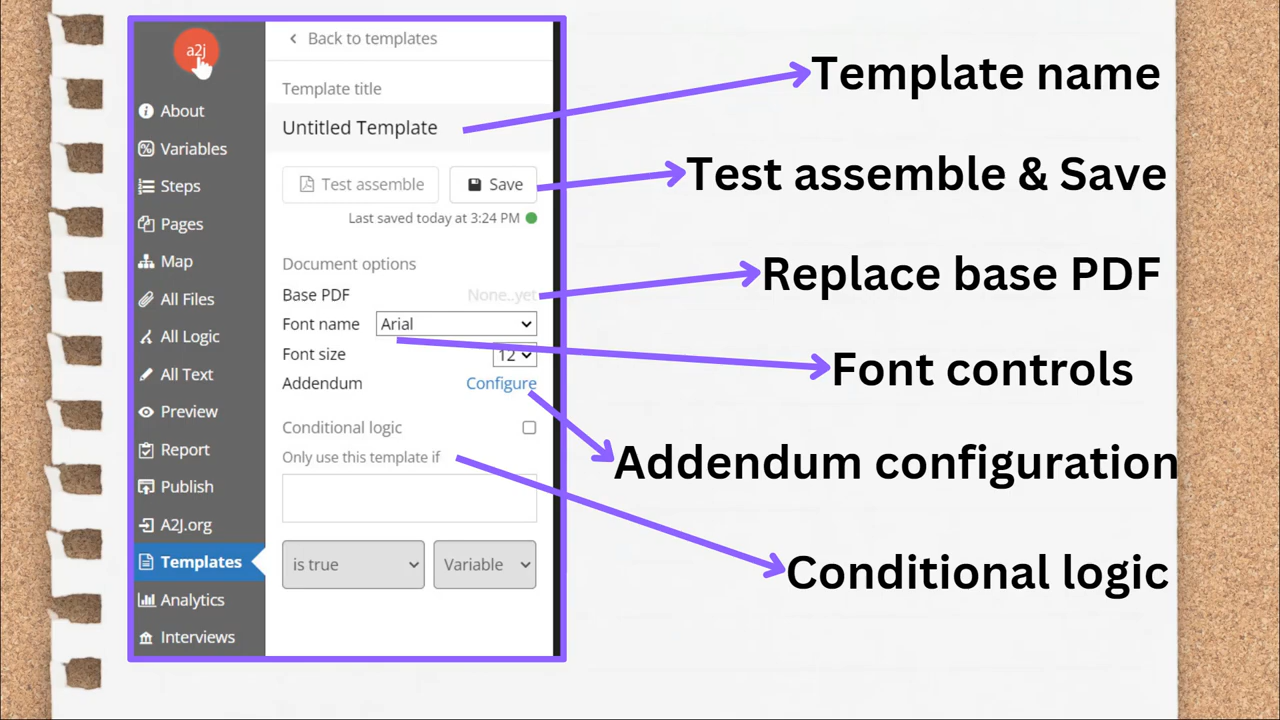 a2j
About
Variables
Steps
Pages
Map
All Files
All Logic
All Text
Preview
Report
Publish
A2J.org
Templates
Analytics
Interviews
Back to templates
Template title
Untitled Template
Test assemble Save
Last saved today at 3:24 PM
Document options
Base PDF None..yet
Font name Arial
Font size 12
Addendum Configure
Conditional logic
Only use this template if
is true Variable
Template name
Test assemble & Save
Replace base PDF
Font controls
Addendum configuration
Conditional logic